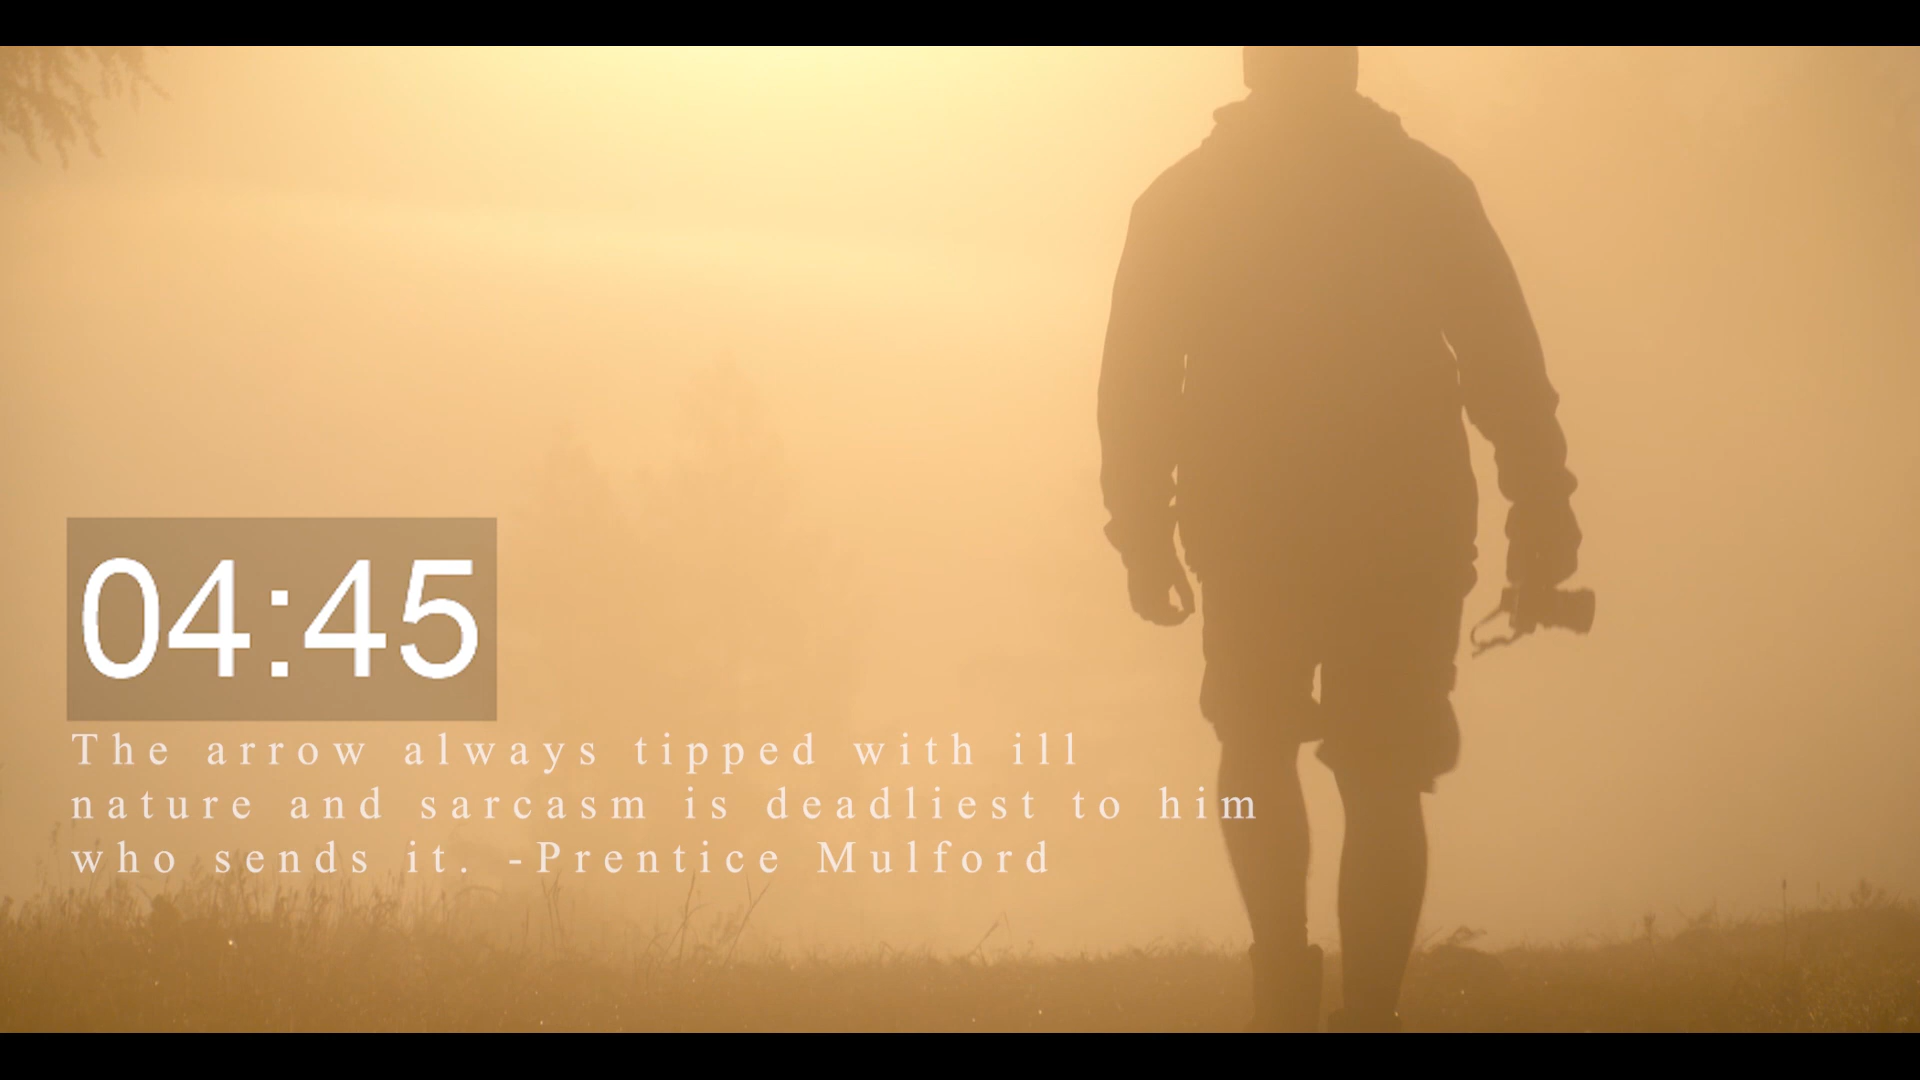 04:45
The arrow always tipped with ill
nature and sarcasm is deadliest to him
who sends it. -Prentice Mulford